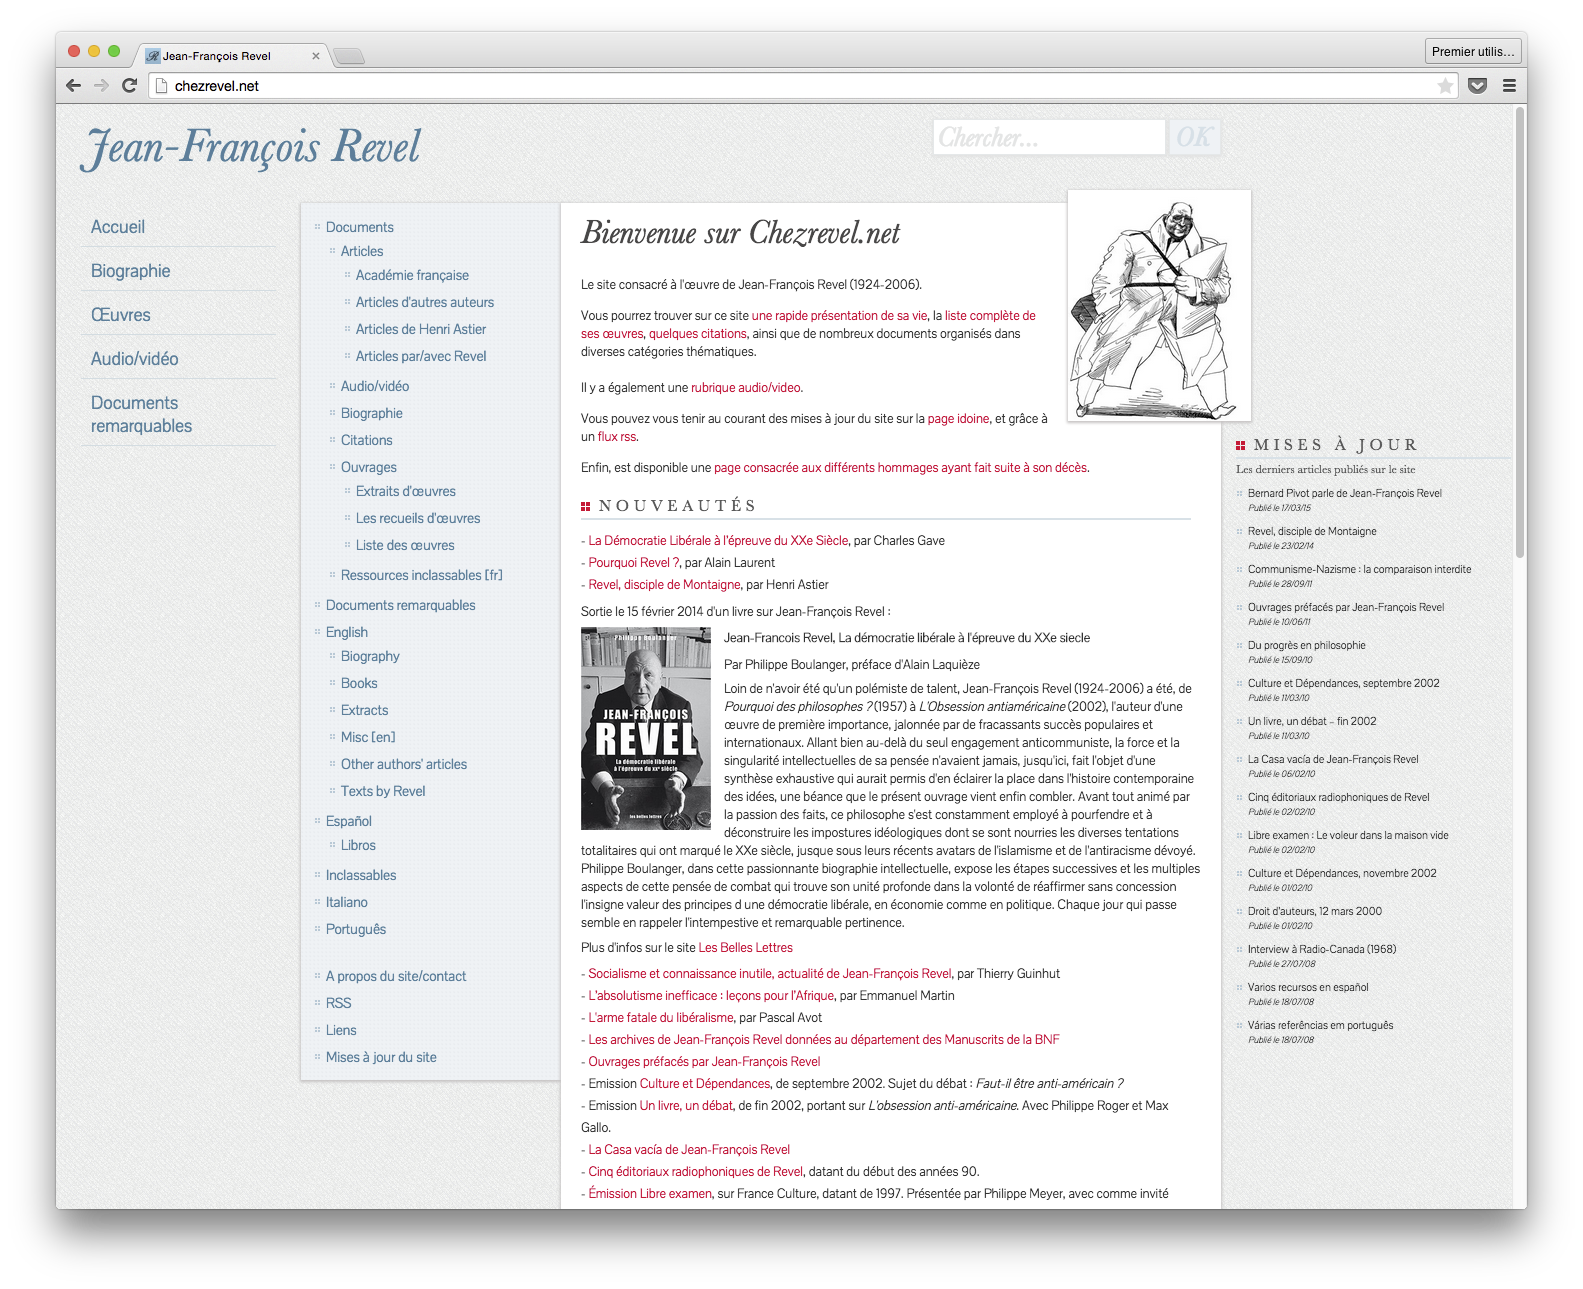 Jean-François Revel
Premier utilis...
chezrevel.net
Jean-François Revel
Chercher...
OK
Accueil
Biographie
Œuvres
Audio/vidéo
Documents
remarquables
Documents
Articles
Académie française
Articles d'autres auteurs
Articles de Henri Astier
Articles par/avec Revel
Audio/vidéo
Biographie
Citations
Ouvrages
Extraits d'œuvres
Les recueils d'œuvres
Liste des œuvres
Ressources inclassables [fr]
Documents remarquables
English
Biography
Books
Extracts
Misc [en]
Other authors' articles
Texts by Revel
Español
Libros
Inclassables
Italiano
Português
A propos du site/contact
RSS
Liens
Mises à jour du site
Bienvenue sur Chezrevel.net
Le site consacré à l'œuvre de Jean-François Revel (1924-2006).
Vous pourrez trouver sur ce site une rapide présentation de sa vie, la liste complète de
ses œuvres, quelques citations, ainsi que de nombreux documents organisés dans
diverses catégories thématiques.
Il y a également une rubrique audio/video.
Vous pouvez vous tenir au courant des mises à jour du site sur la page idoine, et grâce à
un flux rss.
Enfin, est disponible une page consacrée aux différents hommages ayant fait suite à son décès.
NOUVEAUTÉS
- La Démocratie Libérale à l'épreuve du XXe Siècle, par Charles Gave
- Pourquoi Revel ?, par Alain Laurent
- Revel, disciple de Montaigne, par Henri Astier
Sortie le 15 février 2014 d'un livre sur Jean-François Revel :
Philippe Boulanger
JEAN-FRANÇOIS
REVEL
La démocratie libérale
à l'épreuve du XXe siècle
les belles lettres
Jean-Francois Revel, La démocratie libérale à l'épreuve du XXe siecle
Par Philippe Boulanger, préface d'Alain Laquièze
Loin de n'avoir été qu'un polémiste de talent, Jean-François Revel (1924-2006) a été, de
Pourquoi des philosophes ? (1957) à L'Obsession antiaméricaine (2002), l'auteur d'une
œuvre de première importance, jalonnée par de fracassants succès populaires et
internationaux. Allant bien au-delà du seul engagement anticommuniste, la force et la
singularité intellectuelles de sa pensée n'avaient jamais, jusqu'ici, fait l'objet d'une
synthèse exhaustive qui aurait permis d'en éclairer la place dans l'histoire contemporaine
des idées, une béance que le présent ouvrage vient enfin combler. Avant tout animé par
la passion des faits, ce philosophe s'est constamment employé à pourfendre et à
déconstruire les impostures idéologiques dont se sont nourries les diverses tentations
totalitaires qui ont marqué le XXe siècle, jusque sous leurs récents avatars de l'islamisme et de l'antiracisme dévoyé.
Philippe Boulanger, dans cette passionnante biographie intellectuelle, expose les étapes successives et les multiples
aspects de cette pensée de combat qui trouve son unité profonde dans la volonté de réaffirmer sans concession
l'insigne valeur des principes d une démocratie libérale, en économie comme en politique. Chaque jour qui passe
semble en rappeler l'intempestive et remarquable pertinence.
Plus d'infos sur le site Les Belles Lettres
- Socialisme et connaissance inutile, actualité de Jean-François Revel, par Thierry Guinhut
- L'absolutisme inefficace : leçons pour l'Afrique, par Emmanuel Martin
- L'arme fatale du libéralisme, par Pascal Avot
- Les archives de Jean-François Revel données au département des Manuscrits de la BNF
- Ouvrages préfacés par Jean-François Revel
- Emission Culture et Dépendances, de septembre 2002. Sujet du débat : Faut-il être anti-américain ?
- Emission Un livre, un débat, de fin 2002, portant sur L'obsession anti-américaine. Avec Philippe Roger et Max
Gallo.
- La Casa vacía de Jean-François Revel
- Cinq éditoriaux radiophoniques de Revel, datant du début des années 90.
- Émission Libre examen, sur France Culture, datant de 1997. Présentée par Philippe Meyer, avec comme invité
MISES À JOUR
Les derniers articles publiés sur le site
Bernard Pivot parle de Jean-François Revel
Publié le 17/03/15
Revel, disciple de Montaigne
Publié le 23/02/14
Communisme-Nazisme : la comparaison interdite
Publié le 28/09/11
Ouvrages préfacés par Jean-François Revel
Publié le 10/06/11
Du progrès en philosophie
Publié le 15/09/10
Culture et Dépendances, septembre 2002
Publié le 11/03/10
Un livre, un débat – fin 2002
Publié le 11/03/10
La Casa vacía de Jean-François Revel
Publié le 06/02/10
Cinq éditoriaux radiophoniques de Revel
Publié le 02/02/10
Libre examen : Le voleur dans la maison vide
Publié le 02/02/10
Culture et Dépendances, novembre 2002
Publié le 01/02/10
Droit d'auteurs, 12 mars 2000
Publié le 01/02/10
Interview à Radio-Canada (1968)
Publié le 27/07/08
Varios recursos en español
Publié le 18/07/08
Várias referências em português
Publié le 18/07/08